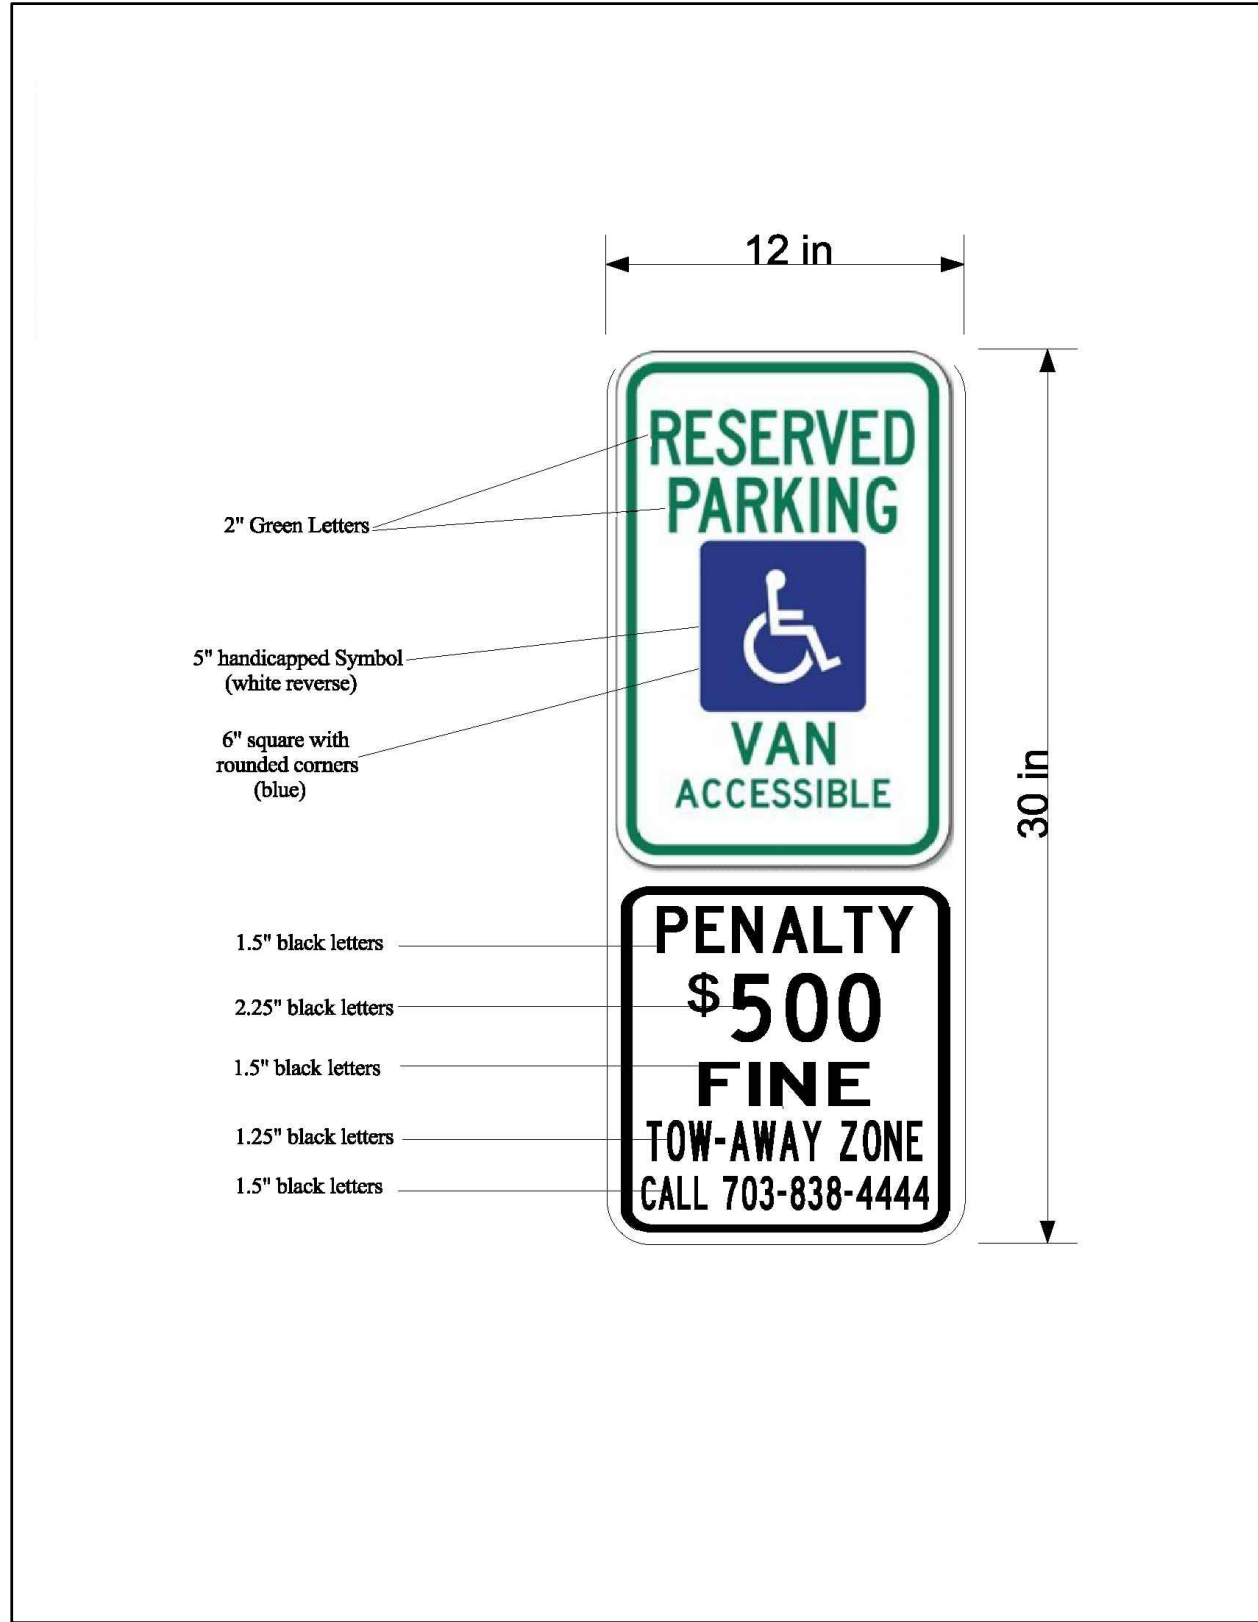 12 in
RESERVED
PARKING
2" Green Letters
5" handicapped Symbol
(white reverse)
6" square with
rounded corners
(blue)
VAN
ACCESSIBLE
30 in
PENALTY
1.5" black letters
$500
2.25" black letters
FINE
1.5" black letters
TOW-AWAY ZONE
1.25" black letters
CALL 703-838-4444
1.5" black letters